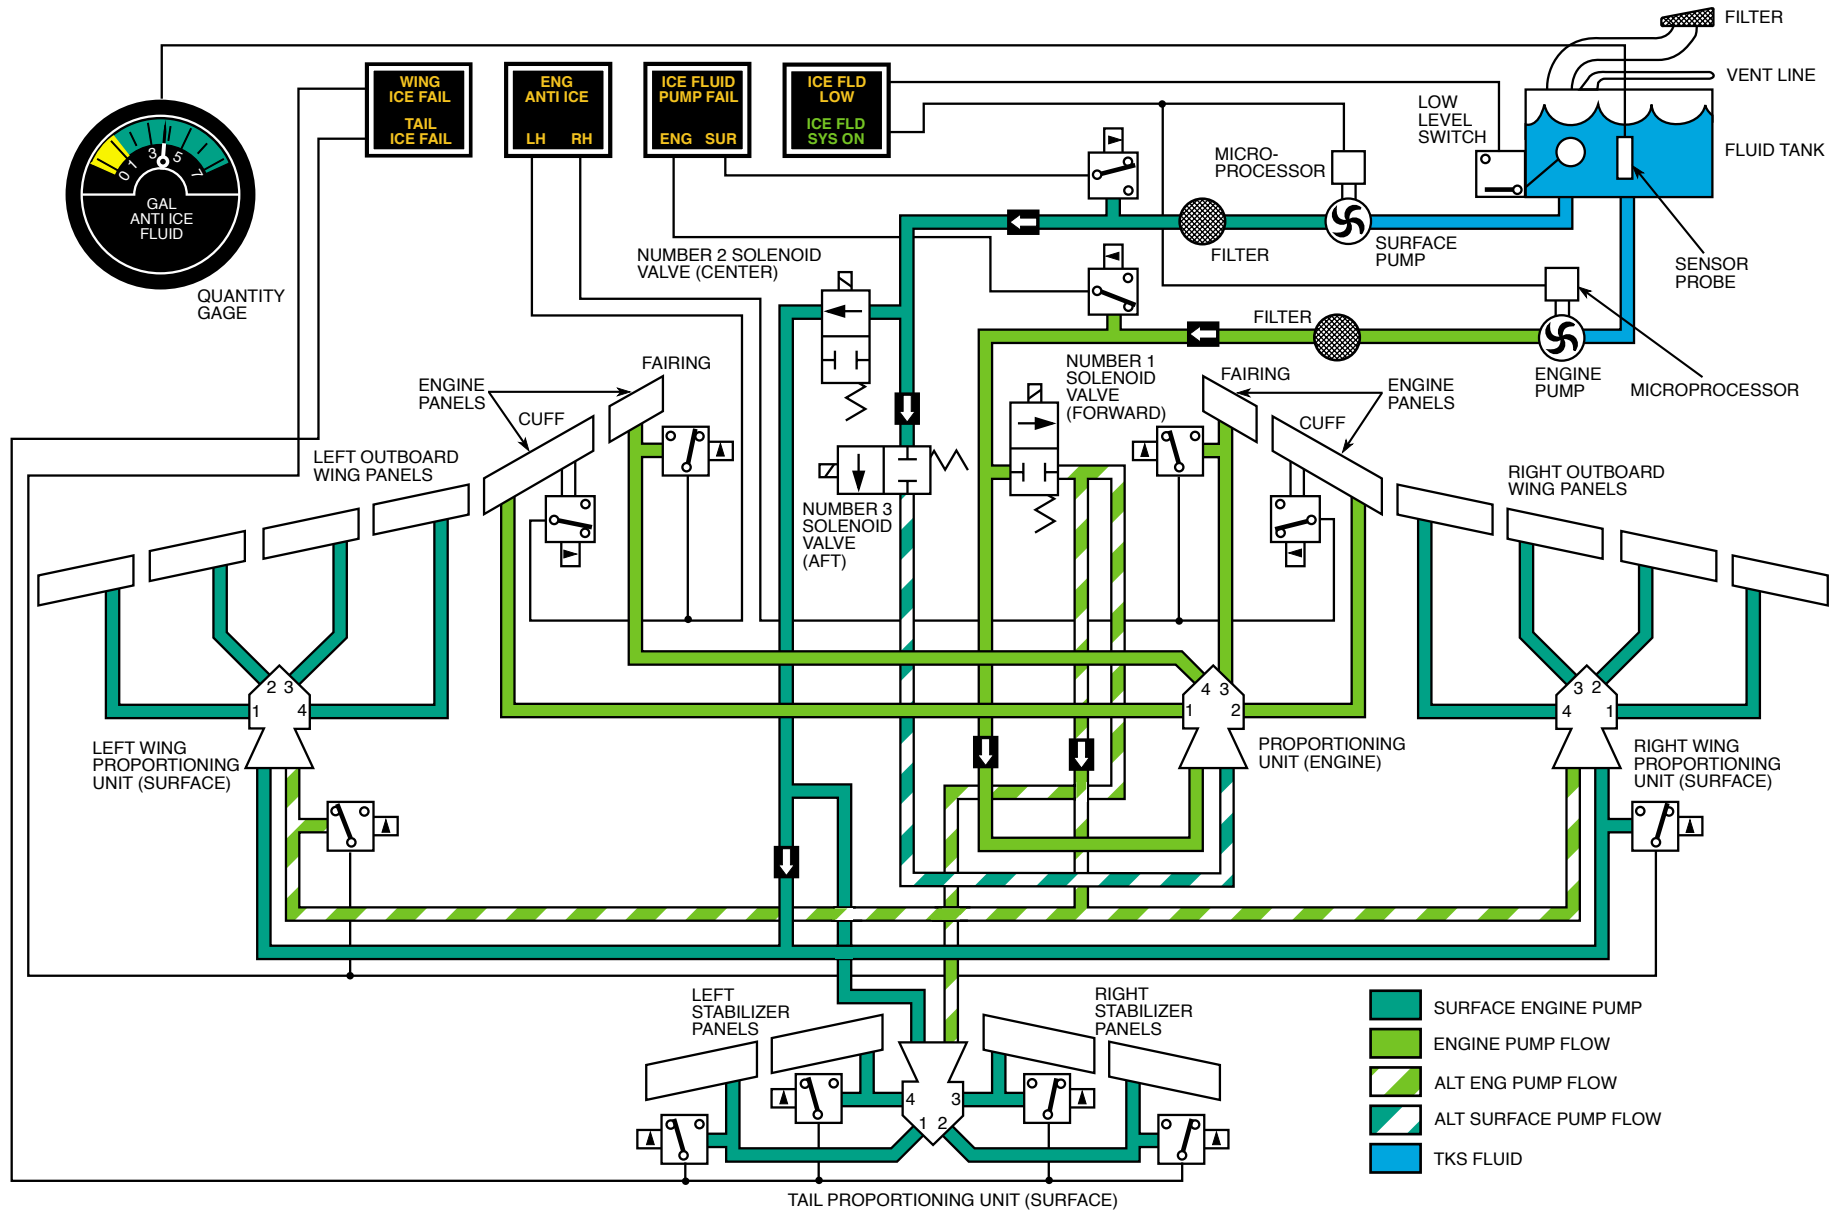 FILTER
VENT LINE
FLUID TANK
LOW
LEVEL
SWITCH
SENSOR
PROBE
WING
ICE FAIL
TAIL
ICE FAIL
ENG
ANTI ICE
LH RH
ICE FLUID
PUMP FAIL
ENG SUR
ICE FLD
LOW
ICE FLD
SYS ON
0 1 3 5 7
GAL
ANTI ICE
FLUID
QUANTITY
GAGE
MICRO-
PROCESSOR
SURFACE
PUMP
FILTER
NUMBER 2 SOLENOID
VALVE (CENTER)
FILTER
ENGINE
PUMP
MICROPROCESSOR
NUMBER 1
SOLENOID
VALVE
(FORWARD)
FAIRING
ENGINE
PANELS
CUFF
FAIRING
ENGINE
PANELS
CUFF
LEFT OUTBOARD
WING PANELS
RIGHT OUTBOARD
WING PANELS
NUMBER 3
SOLENOID
VALVE
(AFT)
2 3
1 4
4 3
1 2
3 2
4 1
LEFT WING
PROPORTIONING
UNIT (SURFACE)
PROPORTIONING
UNIT (ENGINE)
RIGHT WING
PROPORTIONING
UNIT (SURFACE)
LEFT
STABILIZER
PANELS
RIGHT
STABILIZER
PANELS
4 3
1 2
TAIL PROPORTIONING UNIT (SURFACE)
SURFACE ENGINE PUMP
ENGINE PUMP FLOW
ALT ENG PUMP FLOW
ALT SURFACE PUMP FLOW
TKS FLUID